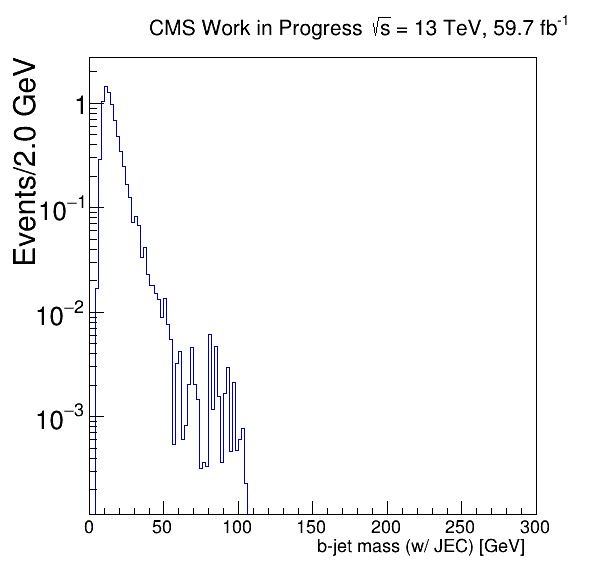 CMS Work in Progress √s = 13 TeV, 59.7 fb⁻¹
Events/2.0 GeV
1
10⁻¹
10⁻²
10⁻³
0 50 100 150 200 250 300
b-jet mass (w/ JEC) [GeV]